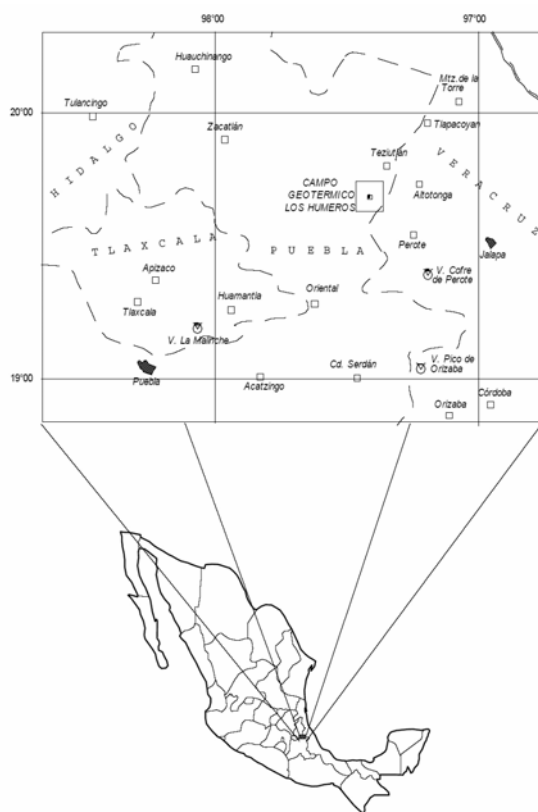 98°00
97°00
Huauchinango
Mtz.de la
Torre
20°00
Tulancingo
Tlapacoyan
Zacatlán
Teziutlán
HIDALGO
VERACRUZ
CAMPO
GEOTERMICO
LOS HUMEROS
Altotonga
TLAXCALA
PUEBLA
Perote
Jalapa
Apizaco
V. Cofre
de Perote
Tlaxcala
Huamantla
Oriental
V. La Malinche
19°00
Puebla
Acatzingo
Cd. Serdán
V. Pico de
Orizaba
Orizaba
Córdoba